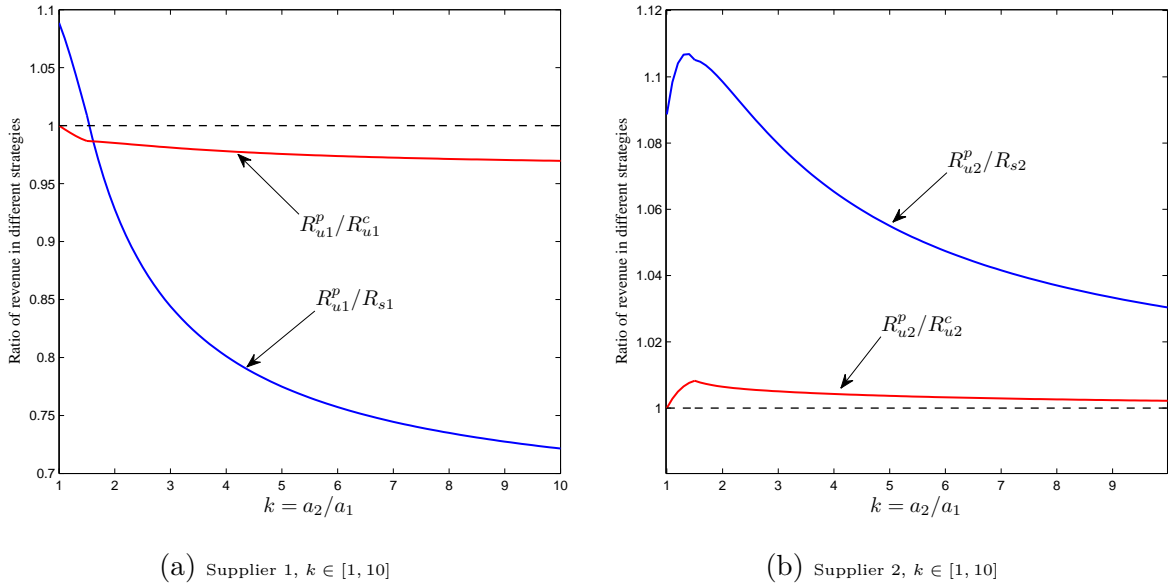 1.1
1.05
1
0.95
0.9
0.85
0.8
0.75
0.7
Ratio of revenue in different strategies
R^p_{u1}/R^c_{u1}
R^p_{u1}/R_{s1}
1 2 3 4 5 6 7 8 9 10
k = a_2/a_1
(a) Supplier 1, k ∈ [1, 10]
1.12
1.1
1.08
1.06
1.04
1.02
1
Ratio of revenue in different strategies
R^p_{u2}/R_{s2}
R^p_{u2}/R^c_{u2}
1 2 3 4 5 6 7 8 9
k = a_2/a_1
(b) Supplier 2, k ∈ [1, 10]